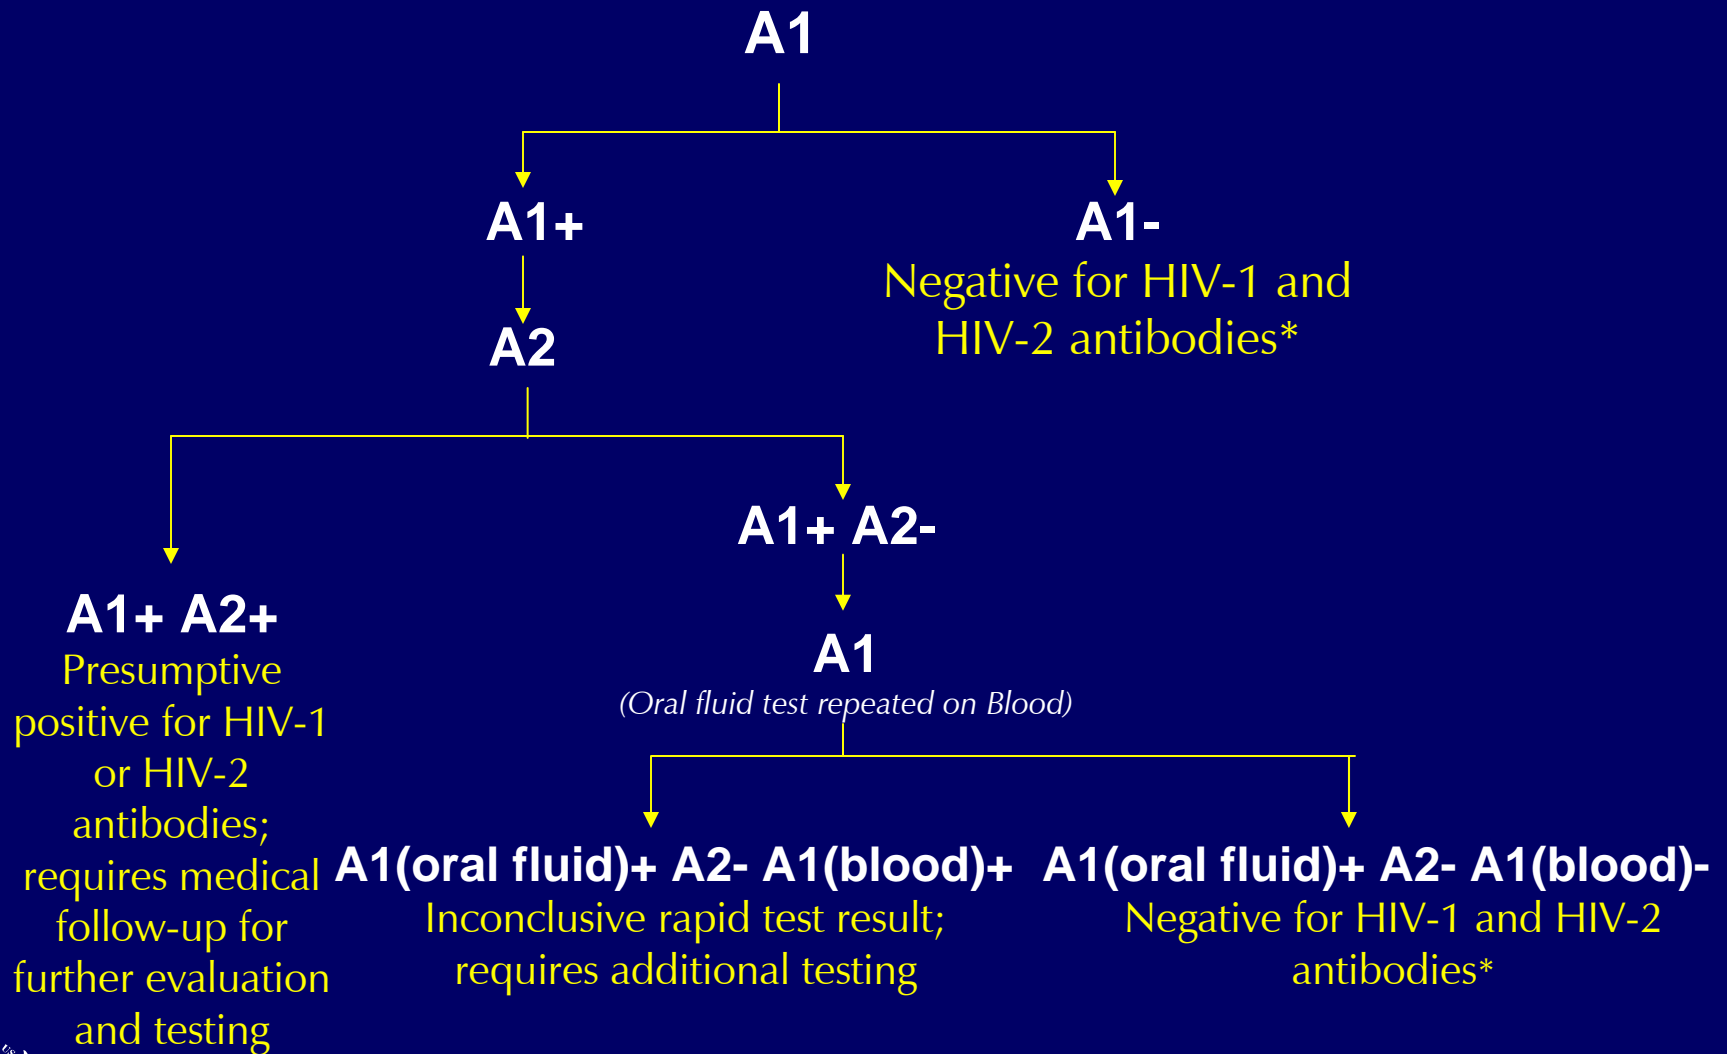 A1
A1+
A1-
Negative for HIV-1 and
HIV-2 antibodies*
A2
A1+ A2-
A1+ A2+
Presumptive
positive for HIV-1
or HIV-2
antibodies;
requires medical
follow-up for
further evaluation
and testing
A1
(Oral fluid test repeated on Blood)
A1(oral fluid)+ A2- A1(blood)+
Inconclusive rapid test result;
requires additional testing
A1(oral fluid)+ A2- A1(blood)-
Negative for HIV-1 and HIV-2
antibodies*